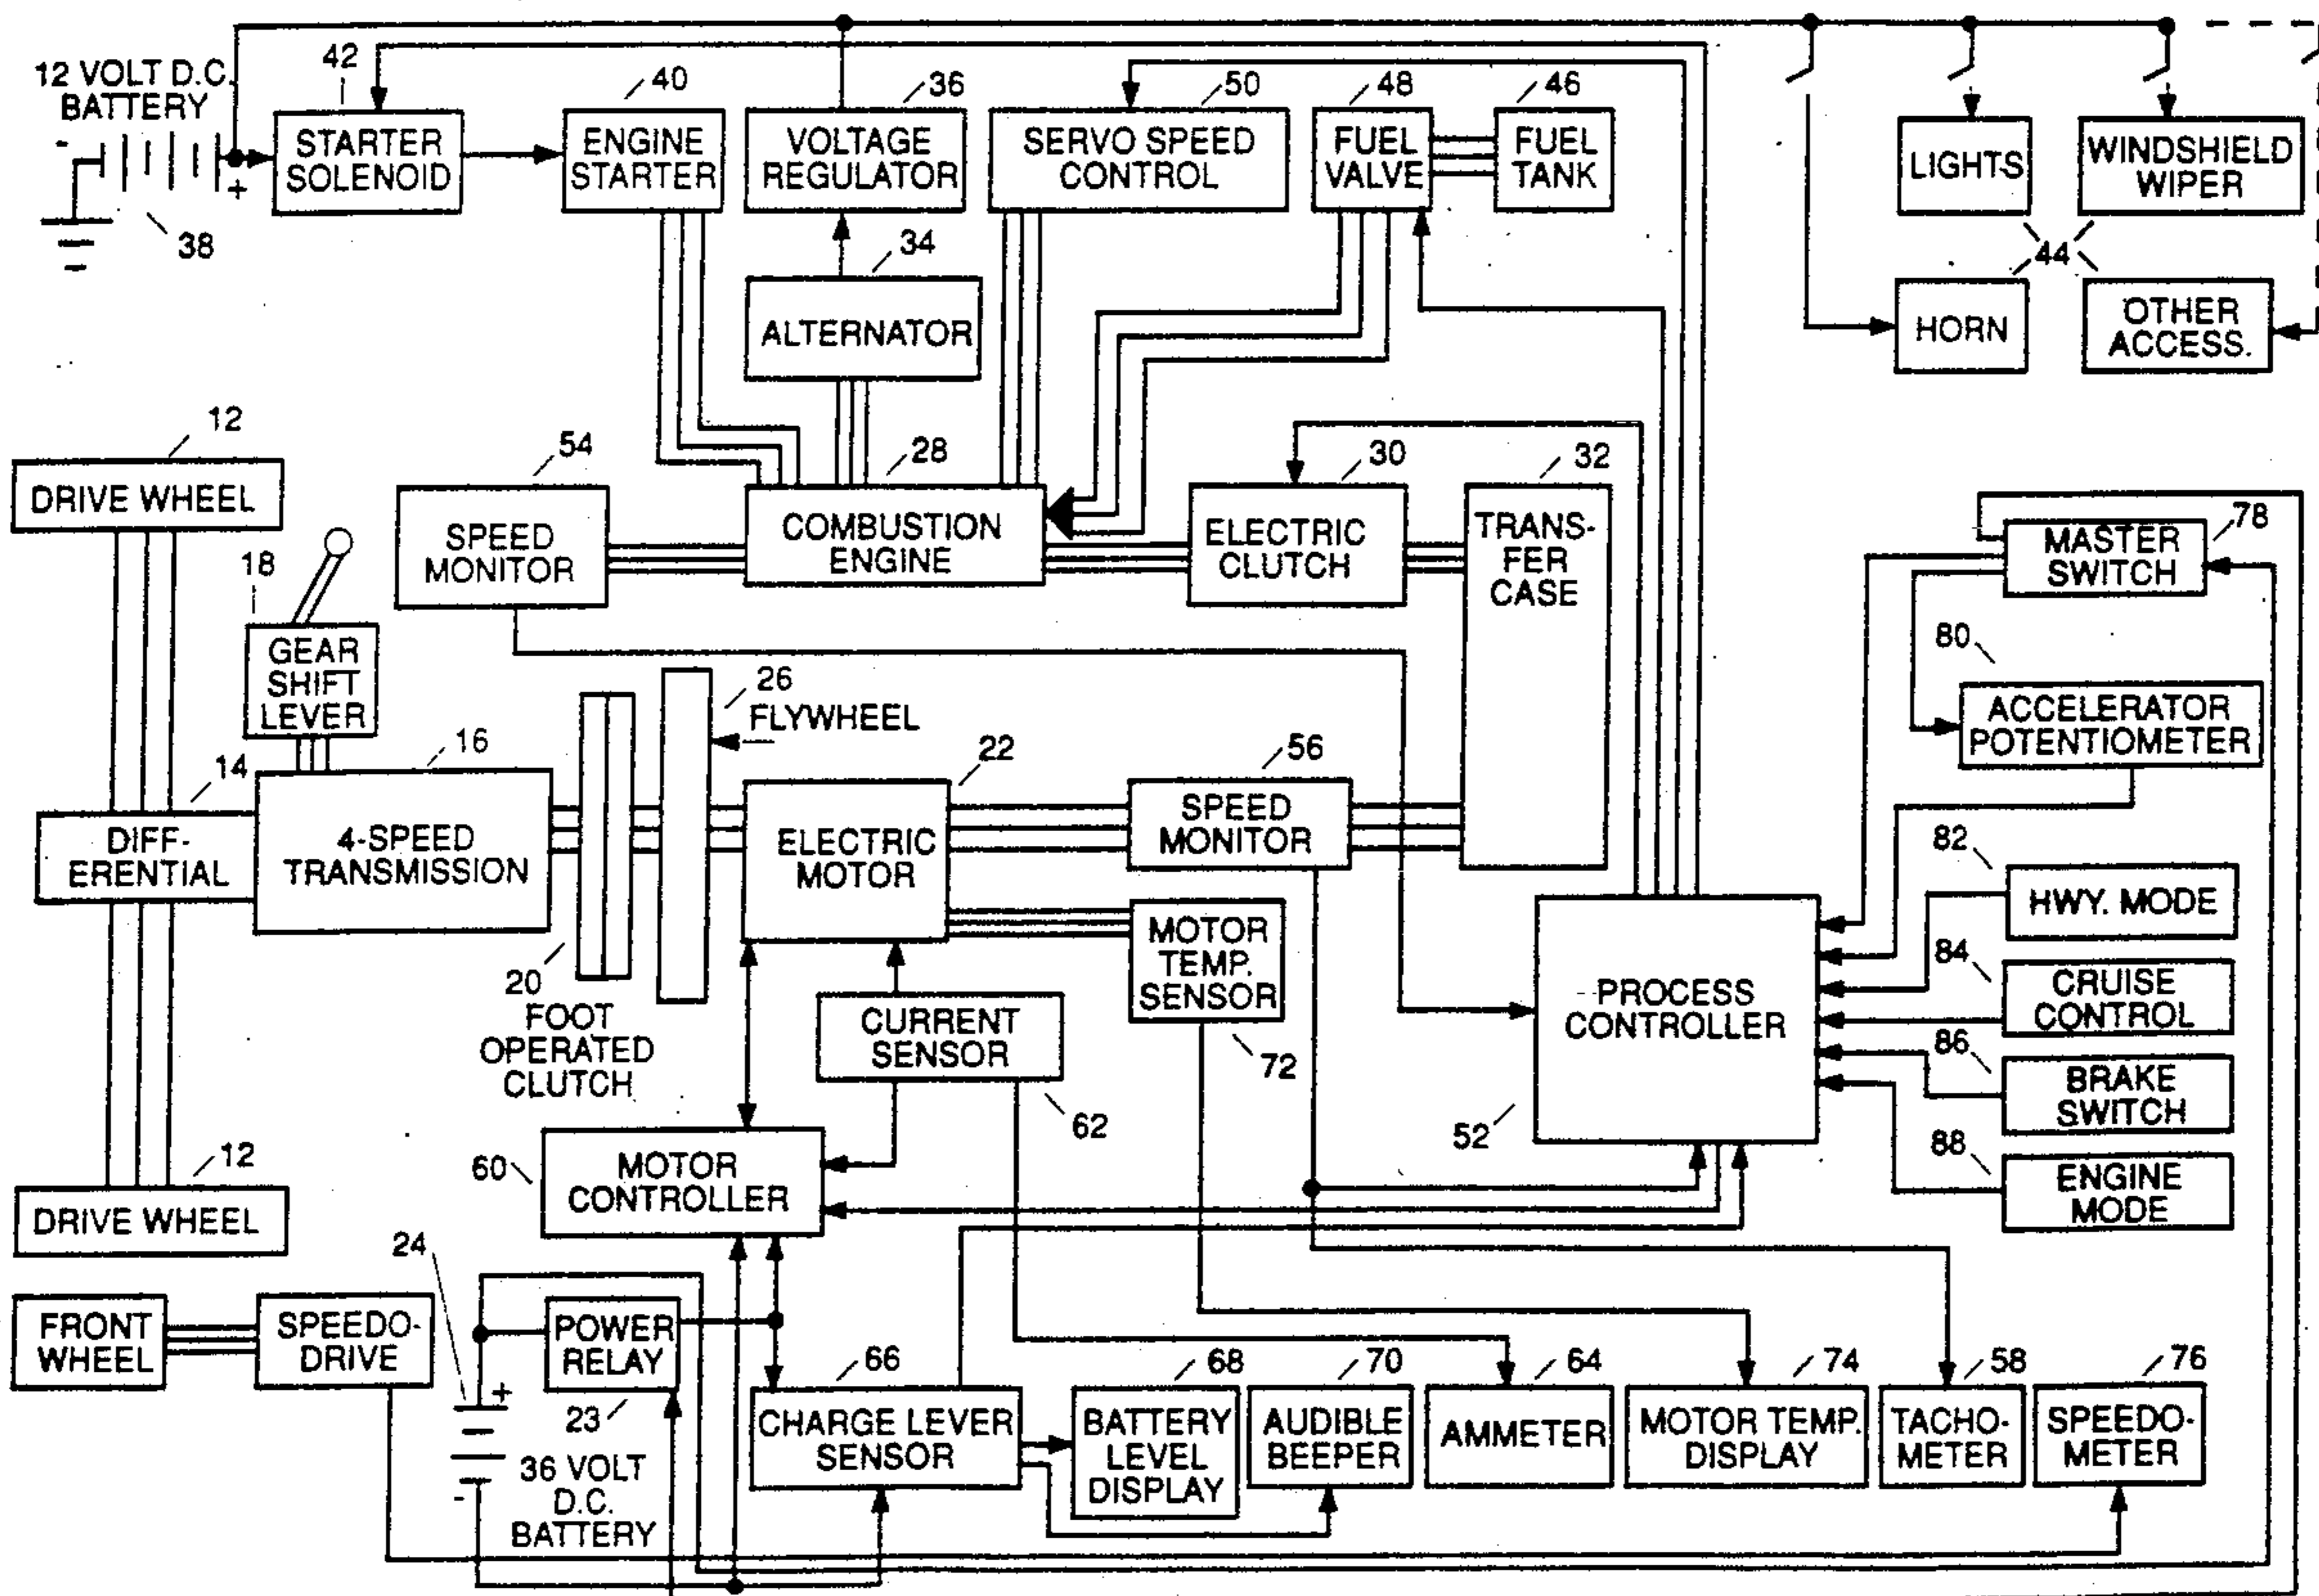 12 VOLT D.C.
BATTERY
-
+
38
42
STARTER
SOLENOID
40
ENGINE
STARTER
36
VOLTAGE
REGULATOR
50
SERVO SPEED
CONTROL
48
FUEL
VALVE
46
FUEL
TANK
LIGHTS
WINDSHIELD
WIPER
44
HORN
OTHER
ACCESS.
34
ALTERNATOR
12
DRIVE WHEEL
54
SPEED
MONITOR
28
COMBUSTION
ENGINE
30
ELECTRIC
CLUTCH
32
TRANS-
FER
CASE
78
MASTER
SWITCH
18
GEAR
SHIFT
LEVER
26
FLYWHEEL
80
ACCELERATOR
POTENTIOMETER
14
DIFF-
ERENTIAL
16
4-SPEED
TRANSMISSION
22
ELECTRIC
MOTOR
56
SPEED
MONITOR
82
HWY. MODE
20
FOOT
OPERATED
CLUTCH
CURRENT
SENSOR
62
MOTOR
TEMP.
SENSOR
72
PROCESS
CONTROLLER
52
84
CRUISE
CONTROL
86
BRAKE
SWITCH
88
ENGINE
MODE
12
DRIVE WHEEL
60
MOTOR
CONTROLLER
24
FRONT
WHEEL
SPEEDO-
DRIVE
POWER
RELAY
23
+
-
36 VOLT
D.C.
BATTERY
66
CHARGE LEVER
SENSOR
68
BATTERY
LEVEL
DISPLAY
70
AUDIBLE
BEEPER
64
AMMETER
74
MOTOR TEMP.
DISPLAY
58
TACHO-
METER
76
SPEEDO-
METER